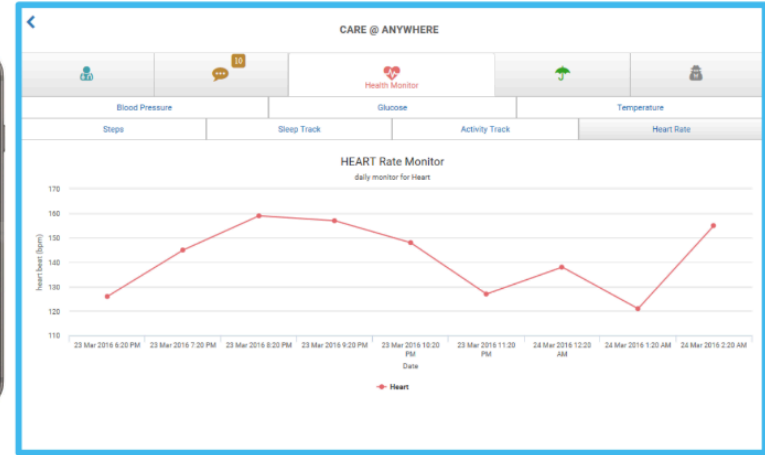 CARE @ ANYWHERE
10
Health Monitor
Blood Pressure Glucose Temperature
Steps Sleep Track Activity Track Heart Rate
HEART Rate Monitor
daily monitor for Heart
heart beat (bpm)
170
160
150
140
130
120
110
23 Mar 2016 6:20 PM 23 Mar 2016 7:20 PM 23 Mar 2016 8:20 PM 23 Mar 2016 9:20 PM 23 Mar 2016 10:20 PM 23 Mar 2016 11:20 PM 24 Mar 2016 12:20 AM 24 Mar 2016 1:20 AM 24 Mar 2016 2:20 AM
Date
Heart